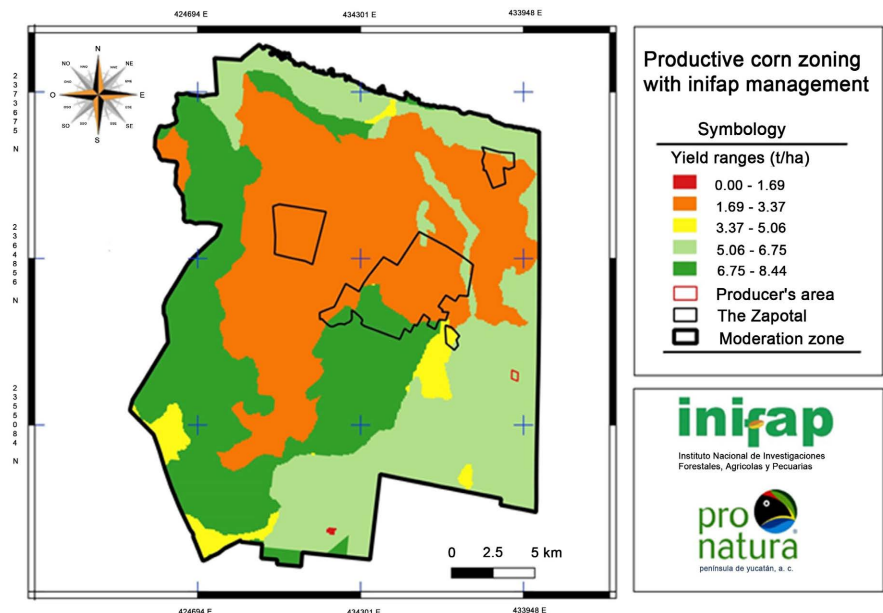 424694 E
434301 E
433948 E
N
NO
NE
O
E
SO
SE
S
2373675 N
2364856 N
2355084 N
424694 E
434301 E
433948 E
0 2.5 5 km
Productive corn zoning
with inifap management
Symbology
Yield ranges (t/ha)
0.00 - 1.69
1.69 - 3.37
3.37 - 5.06
5.06 - 6.75
6.75 - 8.44
Producer's area
The Zapotal
Moderation zone
inifap
Instituto Nacional de Investigaciones
Forestales, Agrícolas y Pecuarias
pro
natura
península de yucatán, a. c.